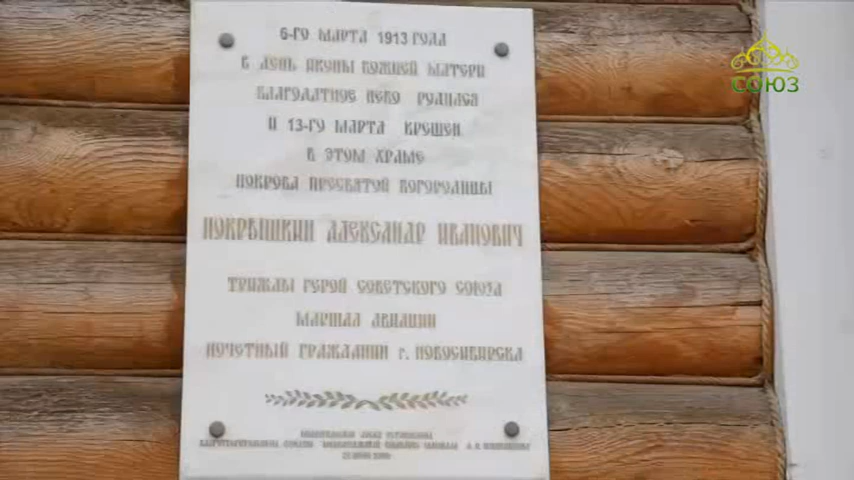 6-ГО МАРТА 1913 ГОДА
В ДЕНЬ ИКОНЫ БОЖИЕЙ МАТЕРИ
БЛАГОДАТНОЕ НЕБО РОДИЛСЯ
И 13-ГО МАРТА КРЕЩЕН
В ЭТОМ ХРАМЕ
ПОКРОВА ПРЕСВЯТОЙ БОГОРОДИЦЫ
ПОКРЫШКИН АЛЕКСАНДР ИВАНОВИЧ
ТРИЖДЫ ГЕРОЙ СОВЕТСКОГО СОЮЗА
МАРШАЛ АВИАЦИИ
ПОЧЕТНЫЙ ГРАЖДАНИН г. НОВОСИБИРСКА
СОЮЗ